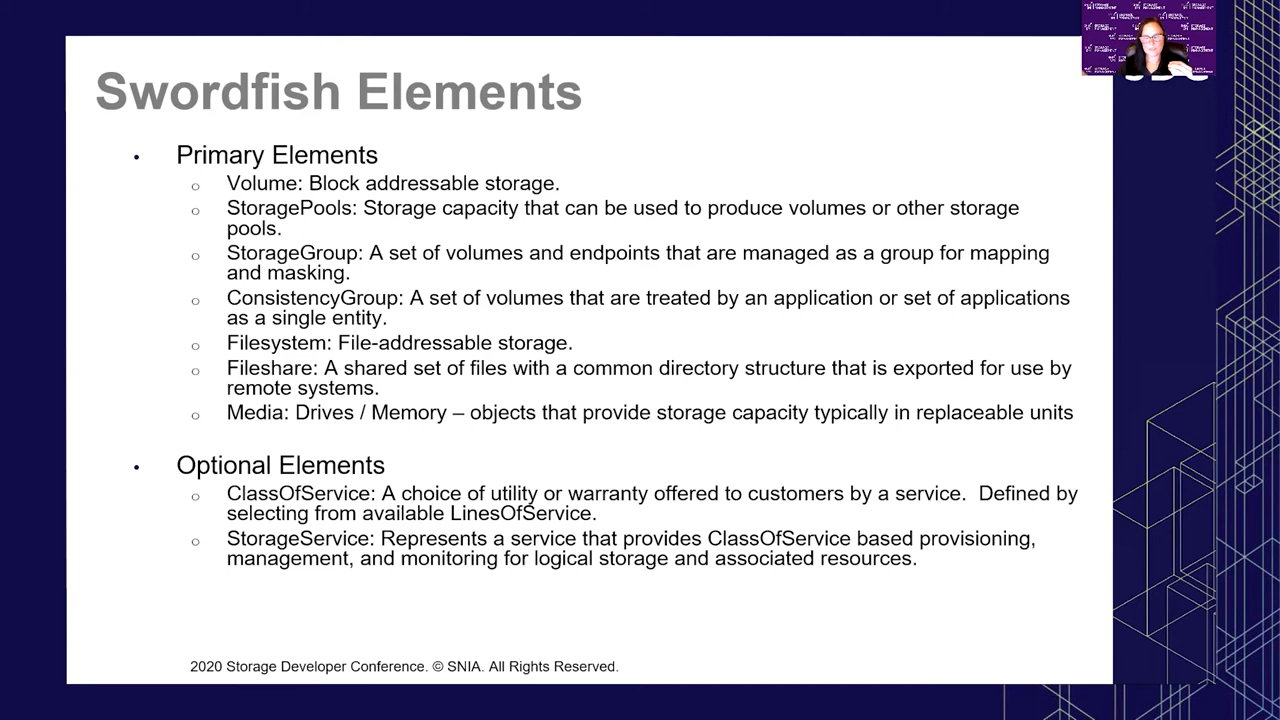 Swordfish Elements
• Primary Elements
o Volume: Block addressable storage.
o StoragePools: Storage capacity that can be used to produce volumes or other storage
pools.
o StorageGroup: A set of volumes and endpoints that are managed as a group for mapping
and masking.
o ConsistencyGroup: A set of volumes that are treated by an application or set of applications
as a single entity.
o Filesystem: File-addressable storage.
o Fileshare: A shared set of files with a common directory structure that is exported for use by
remote systems.
o Media: Drives / Memory – objects that provide storage capacity typically in replaceable units
• Optional Elements
o ClassOfService: A choice of utility or warranty offered to customers by a service.  Defined by
selecting from available LinesOfService.
o StorageService: Represents a service that provides ClassOfService based provisioning,
management, and monitoring for logical storage and associated resources.
2020 Storage Developer Conference. © SNIA. All Rights Reserved.